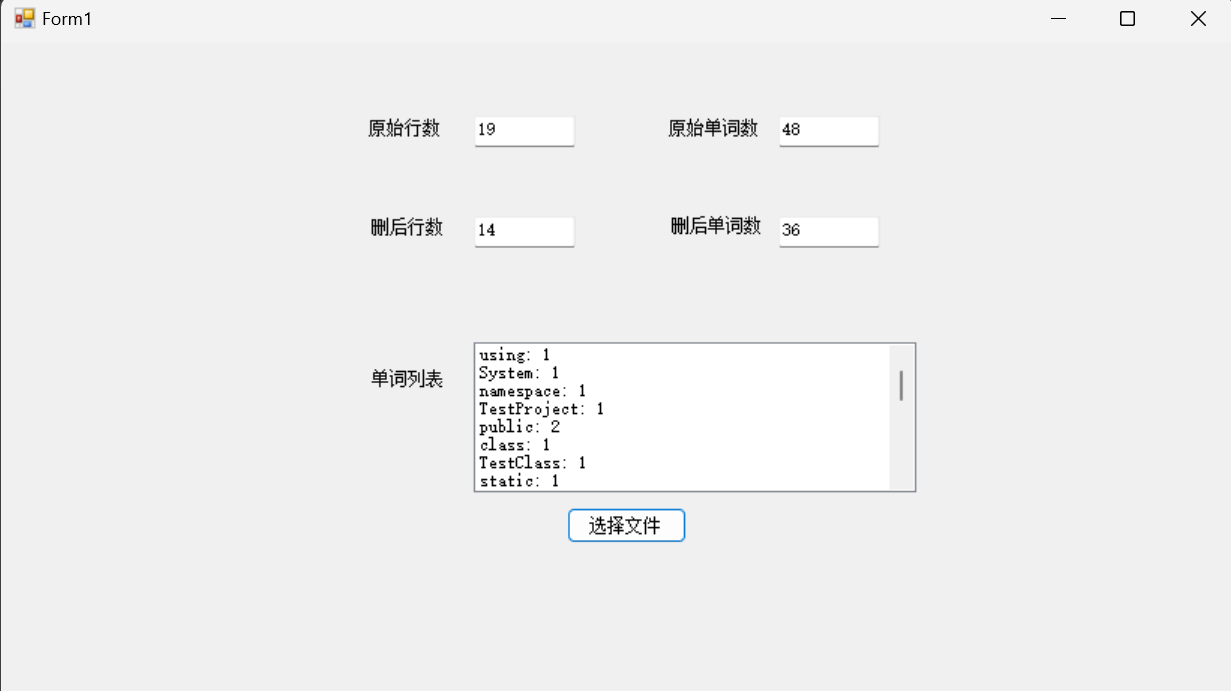 Form1
原始行数 19 原始单词数 48
删后行数 14 删后单词数 36
单词列表
using: 1
System: 1
namespace: 1
TestProject: 1
public: 2
class: 1
TestClass: 1
static: 1
选择文件